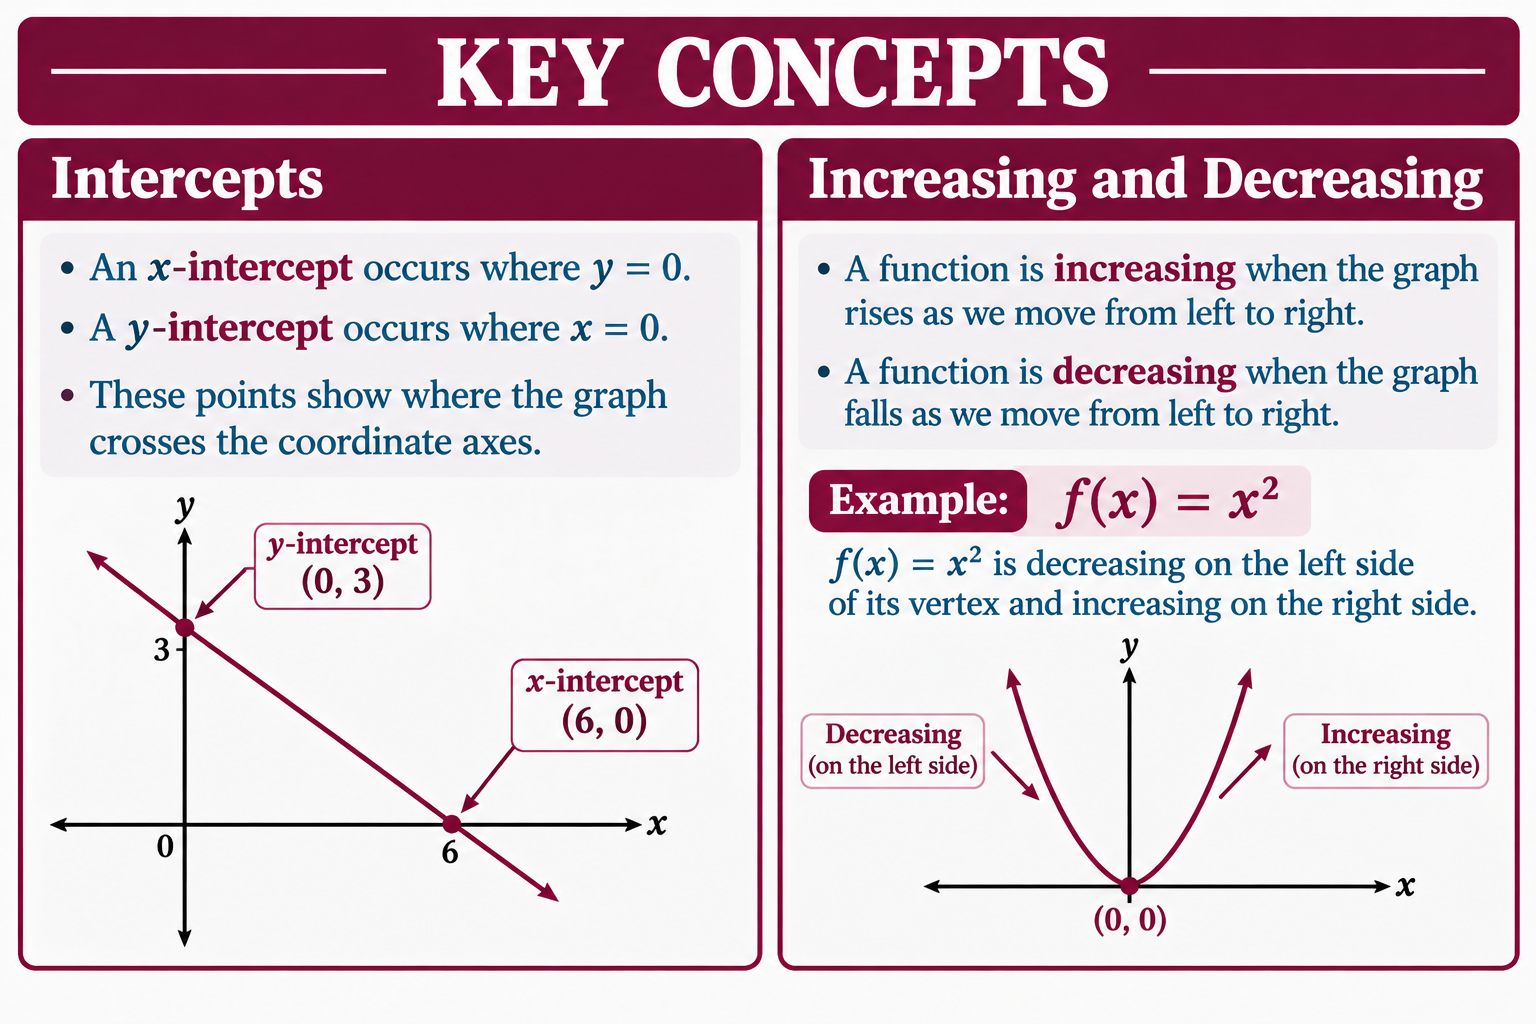 KEY CONCEPTS
Intercepts
• An x-intercept occurs where y = 0.
• A y-intercept occurs where x = 0.
• These points show where the graph
crosses the coordinate axes.
y
y-intercept
(0, 3)
3
x-intercept
(6, 0)
x
0
6
Increasing and Decreasing
• A function is increasing when the graph
rises as we move from left to right.
• A function is decreasing when the graph
falls as we move from left to right.
Example: f(x) = x²
f(x) = x² is decreasing on the left side
of its vertex and increasing on the right side.
y
Decreasing
(on the left side)
Increasing
(on the right side)
x
(0, 0)